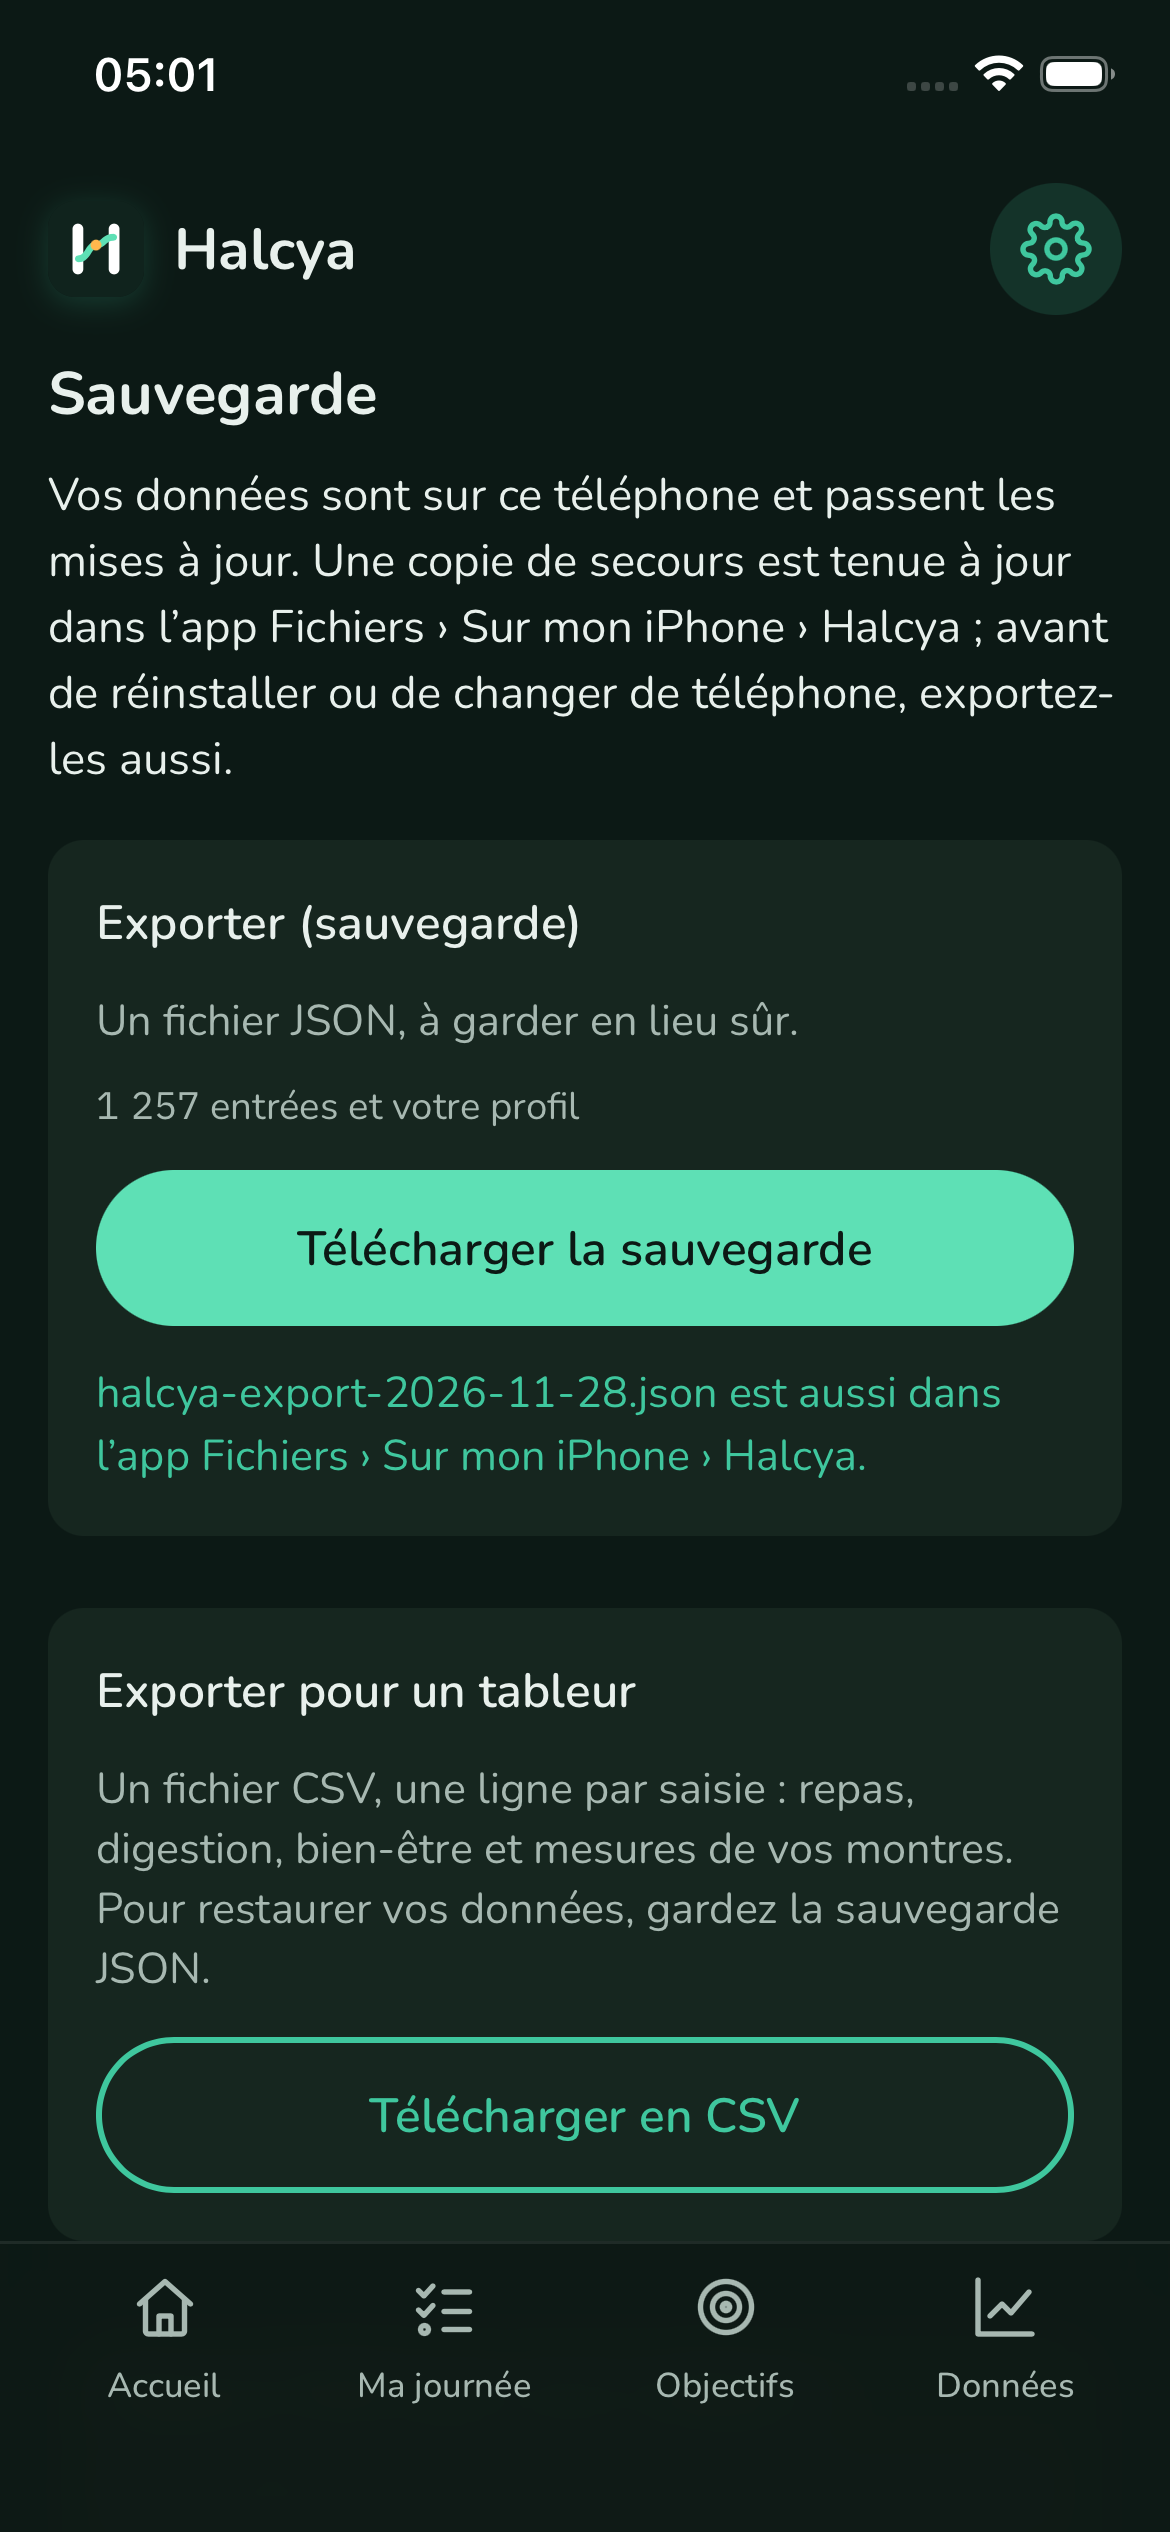 05:01
Halcya
Sauvegarde
Vos données sont sur ce téléphone et passent les
mises à jour. Une copie de secours est tenue à jour
dans l’app Fichiers › Sur mon iPhone › Halcya ; avant
de réinstaller ou de changer de téléphone, exportez-
les aussi.
Exporter (sauvegarde)
Un fichier JSON, à garder en lieu sûr.
1 257 entrées et votre profil
Télécharger la sauvegarde
halcya-export-2026-11-28.json est aussi dans
l’app Fichiers › Sur mon iPhone › Halcya.
Exporter pour un tableur
Un fichier CSV, une ligne par saisie : repas,
digestion, bien-être et mesures de vos montres.
Pour restaurer vos données, gardez la sauvegarde
JSON.
Télécharger en CSV
Accueil
Ma journée
Objectifs
Données